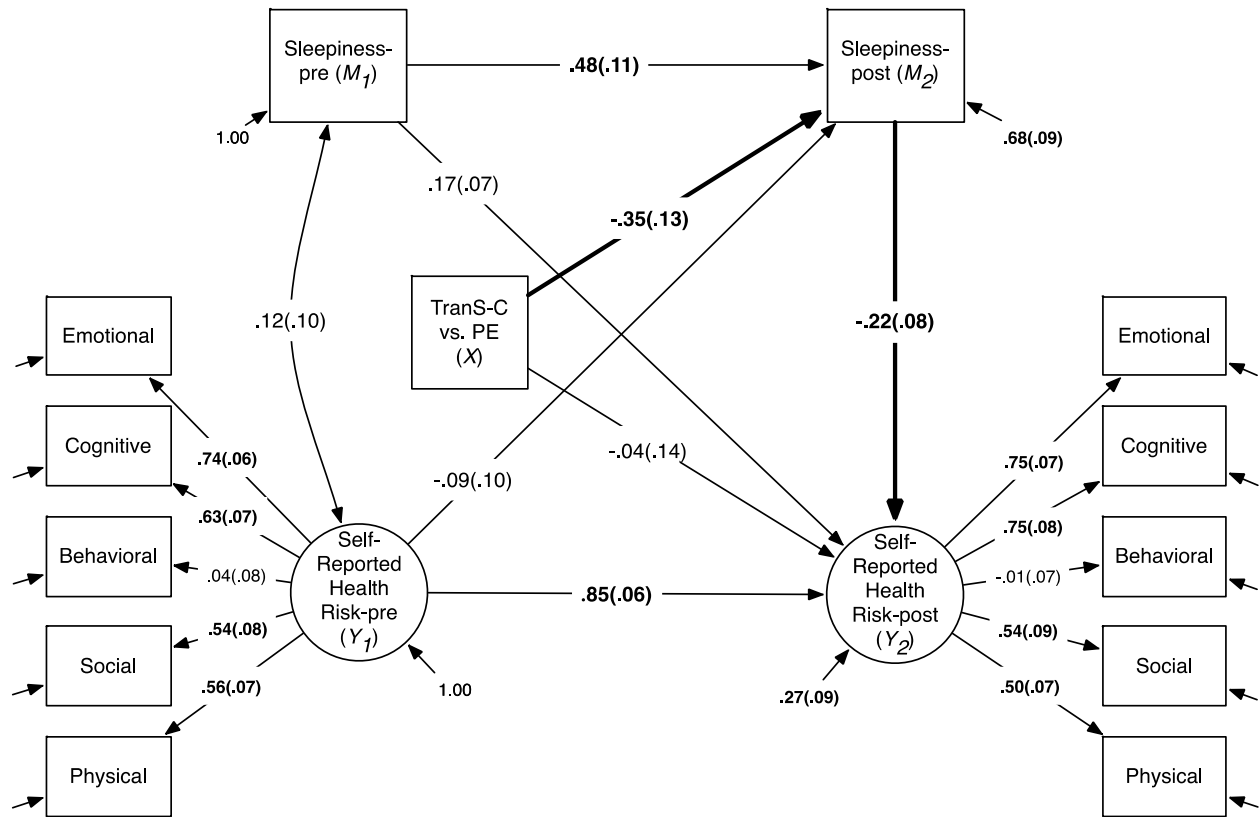 Sleepiness-
pre (M1)
.48(.11)
Sleepiness-
post (M2)
1.00
.68(.09)
.17(.07)
-.35(.13)
TranS-C
vs. PE
(X)
.12(.10)
-.22(.08)
-.04(.14)
-.09(.10)
Emotional
Cognitive
Behavioral
Social
Physical
.74(.06)
.63(.07)
.04(.08)
.54(.08)
.56(.07)
Self-
Reported
Health
Risk-pre
(Y1)
1.00
.85(.06)
Self-
Reported
Health
Risk-post
(Y2)
.27(.09)
.75(.07)
.75(.08)
-.01(.07)
.54(.09)
.50(.07)
Emotional
Cognitive
Behavioral
Social
Physical